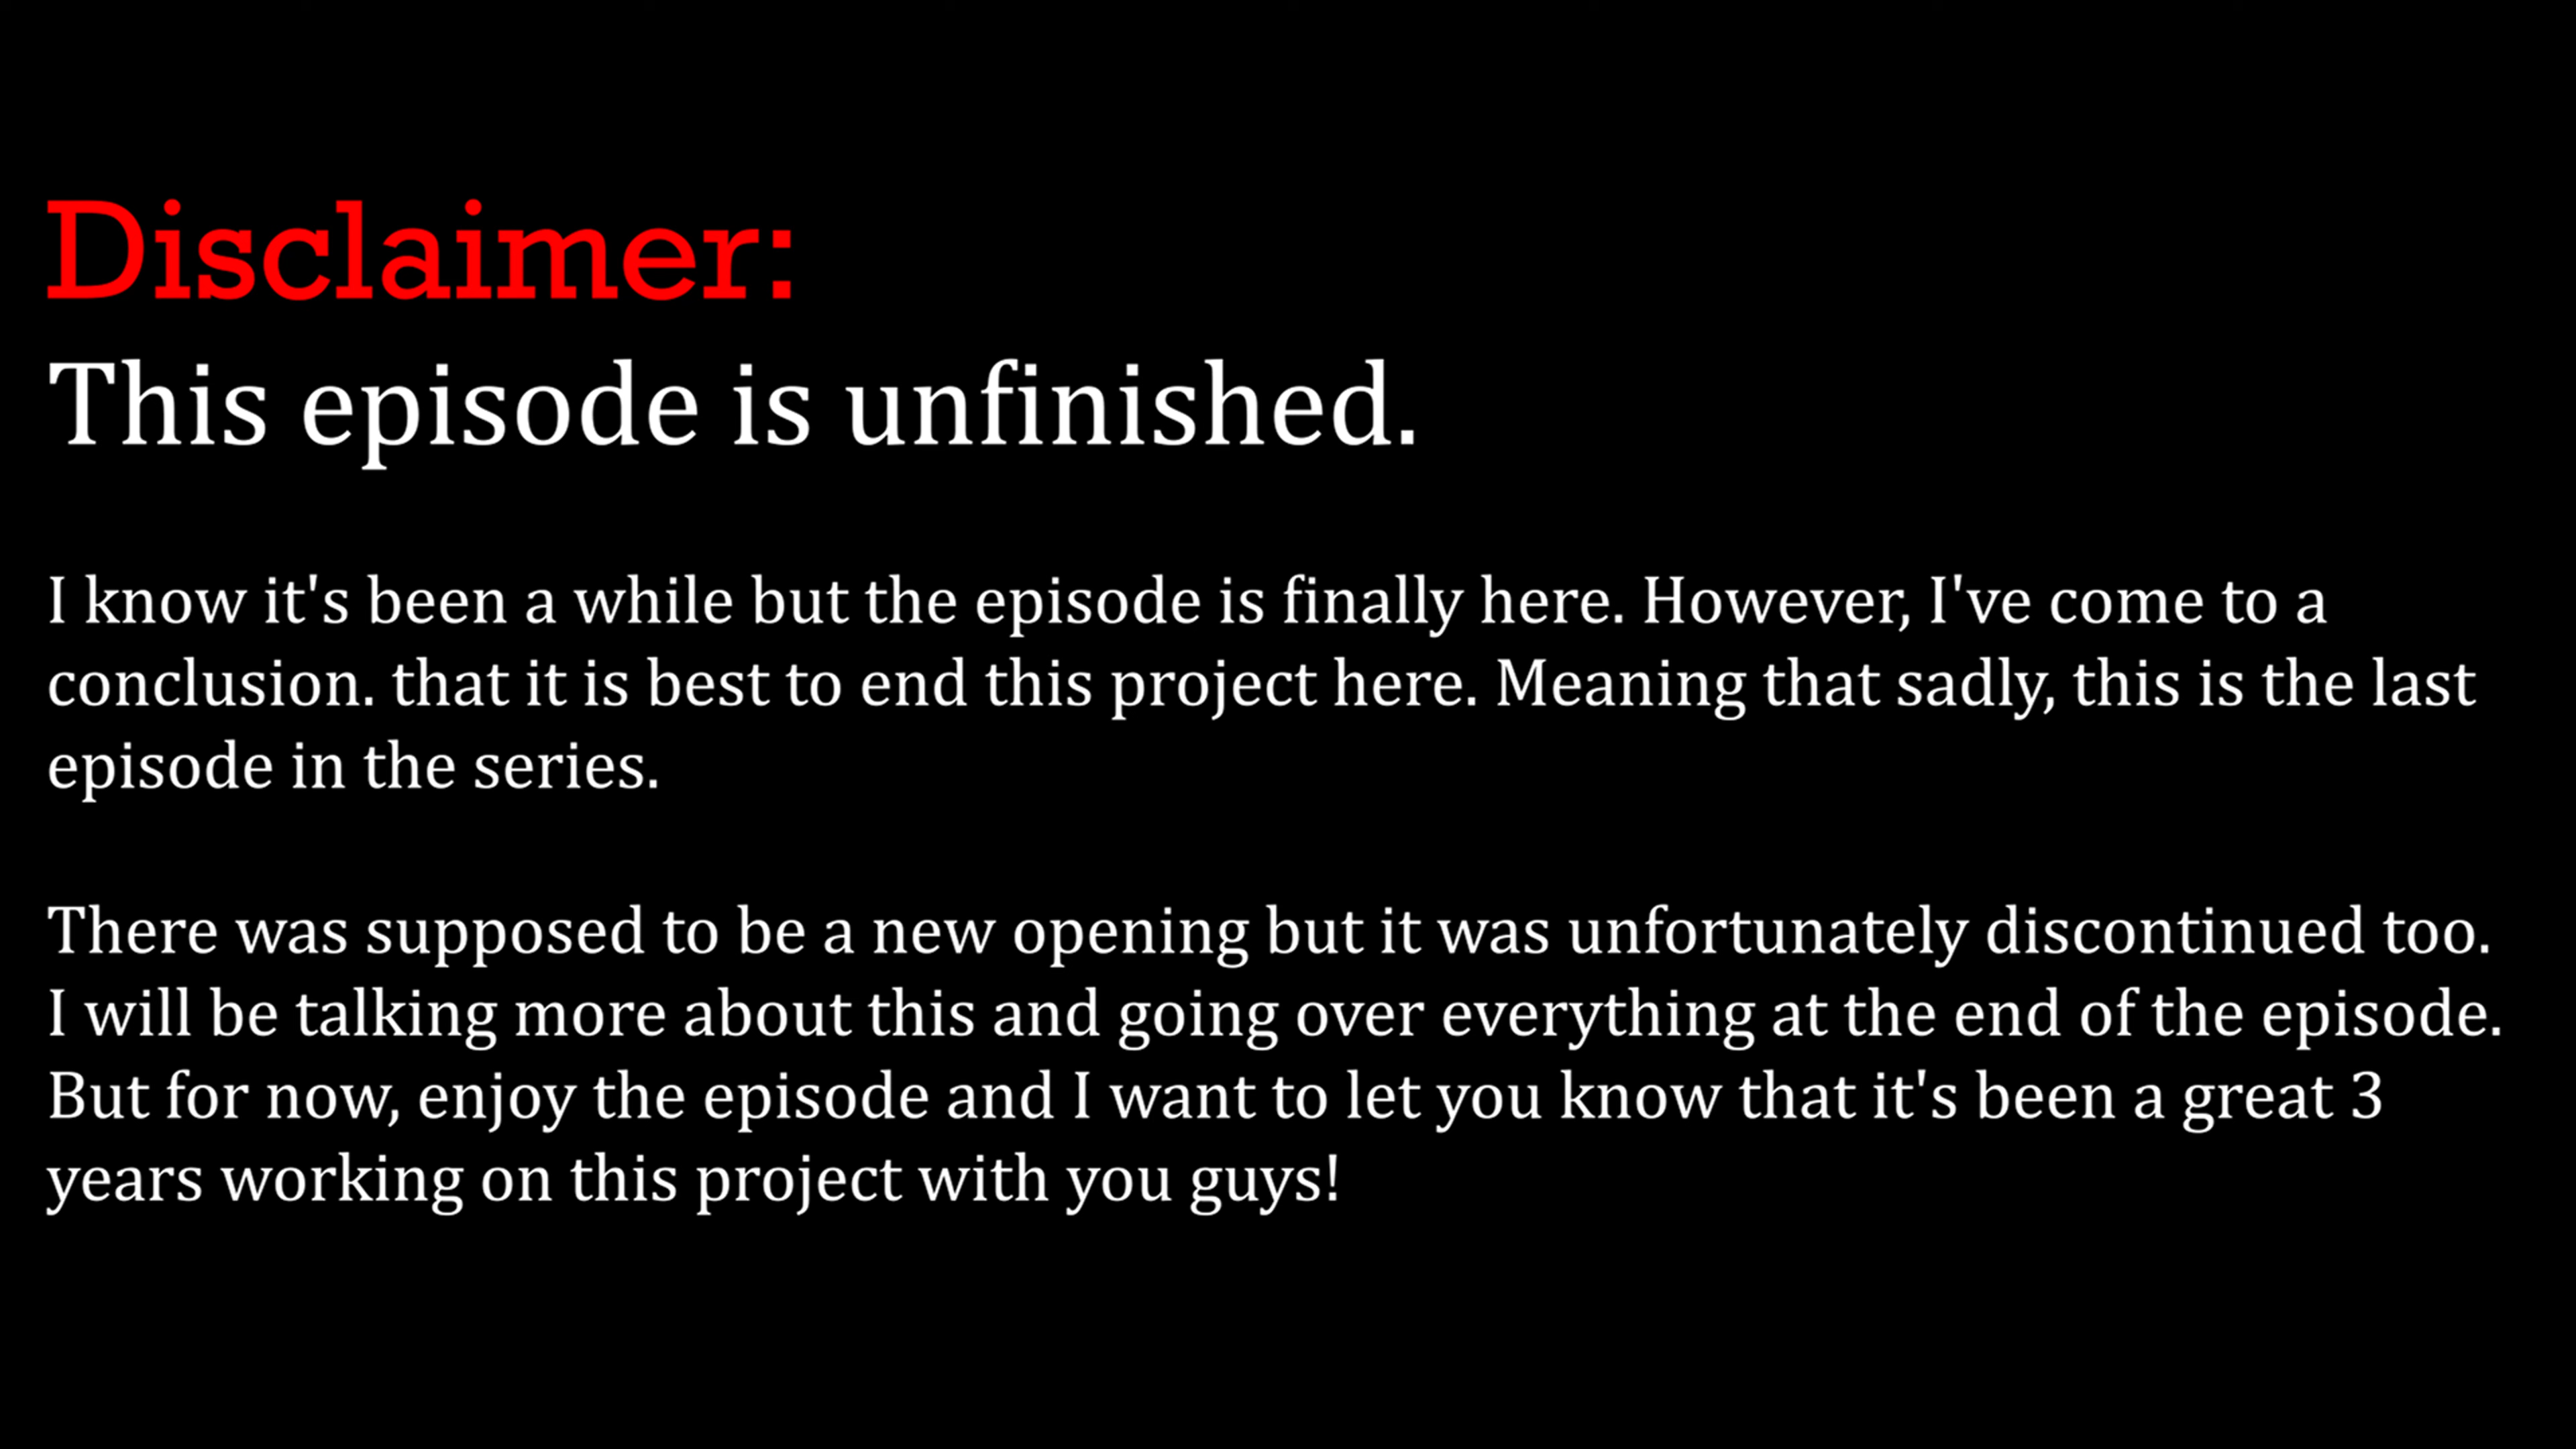 Disclaimer:
This episode is unfinished.
I know it's been a while but the episode is finally here. However, I've come to a
conclusion. that it is best to end this project here. Meaning that sadly, this is the last
episode in the series.
There was supposed to be a new opening but it was unfortunately discontinued too.
I will be talking more about this and going over everything at the end of the episode.
But for now, enjoy the episode and I want to let you know that it's been a great 3
years working on this project with you guys!